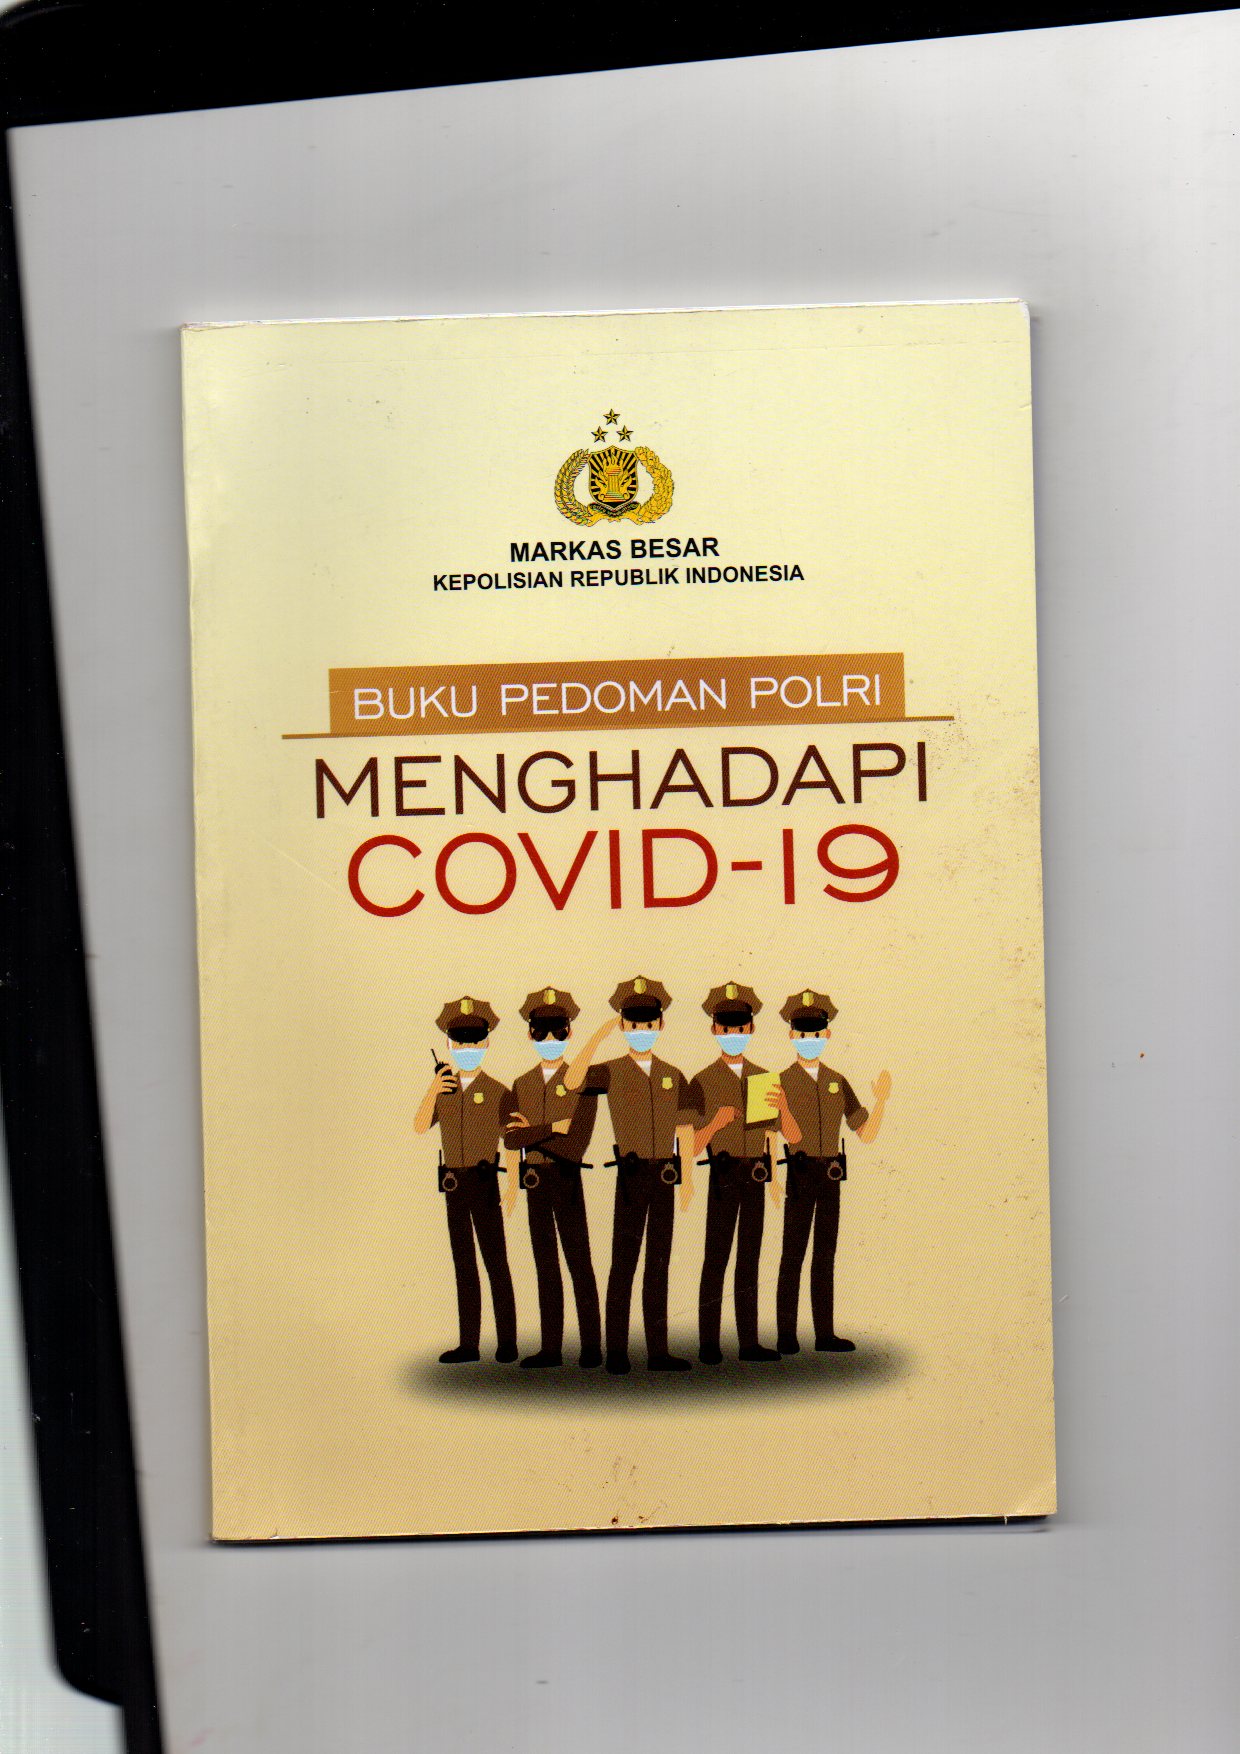 MARKAS BESAR
KEPOLISIAN REPUBLIK INDONESIA
BUKU PEDOMAN POLRI
MENGHADAPI
COVID-19